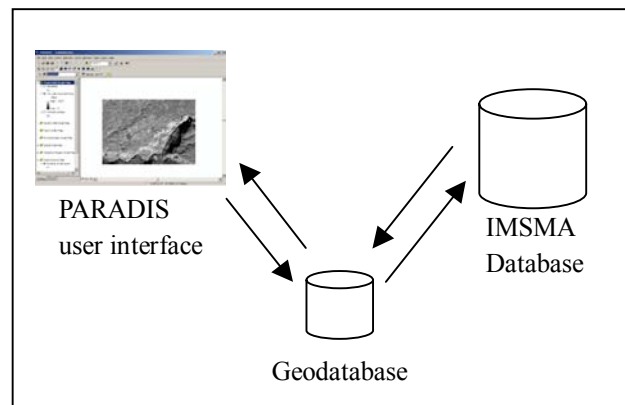 PARADIS
user interface
IMSMA
Database
Geodatabase